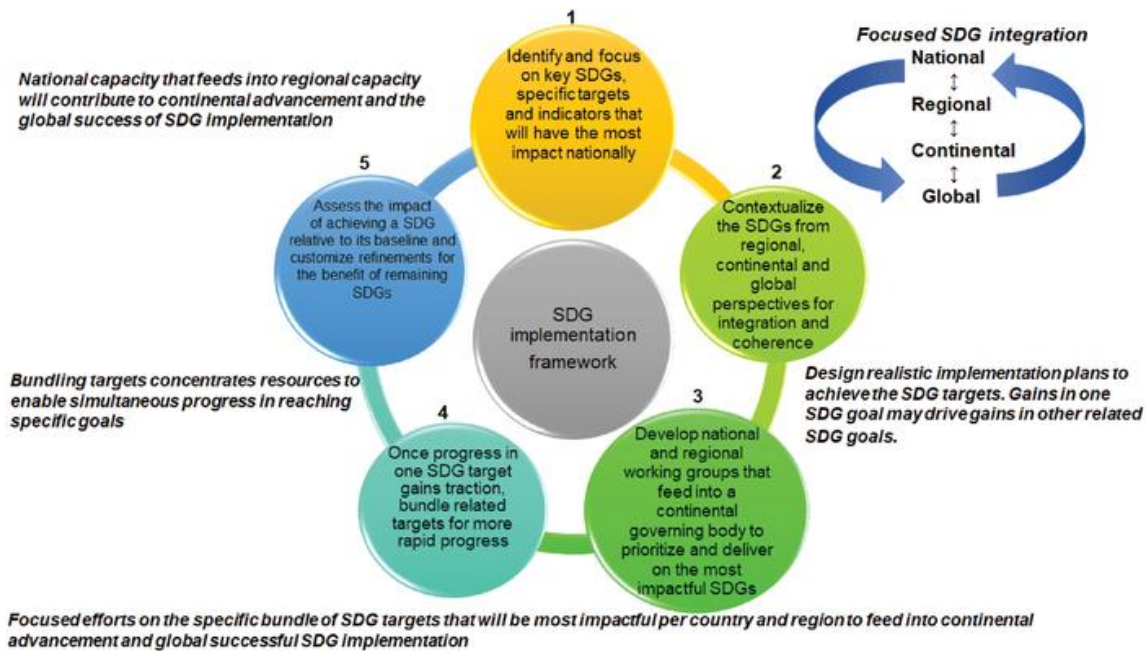 1
Identify and focus
on key SDGs,
specific targets
and indicators that
will have the most
impact nationally
Focused SDG integration
National
↕
Regional
↕
Continental
↕
Global
National capacity that feeds into regional capacity
will contribute to continental advancement and the
global success of SDG implementation
5
Assess the impact
of achieving a SDG
relative to its baseline and
customize refinements for
the benefit of remaining
SDGs
2
Contextualize
the SDGs from
regional,
continental and
global
perspectives for
integration and
coherence
SDG
implementation
framework
Bundling targets concentrates resources to
enable simultaneous progress in reaching
specific goals
Design realistic implementation plans to
achieve the SDG targets. Gains in one
SDG goal may drive gains in other related
SDG goals.
4
Once progress in
one SDG target
gains traction,
bundle related
targets for more
rapid progress
3
Develop national
and regional
working groups that
feed into a
continental
governing body to
prioritize and deliver
on the most
impactful SDGs
Focused efforts on the specific bundle of SDG targets that will be most impactful per country and region to feed into continental
advancement and global successful SDG implementation